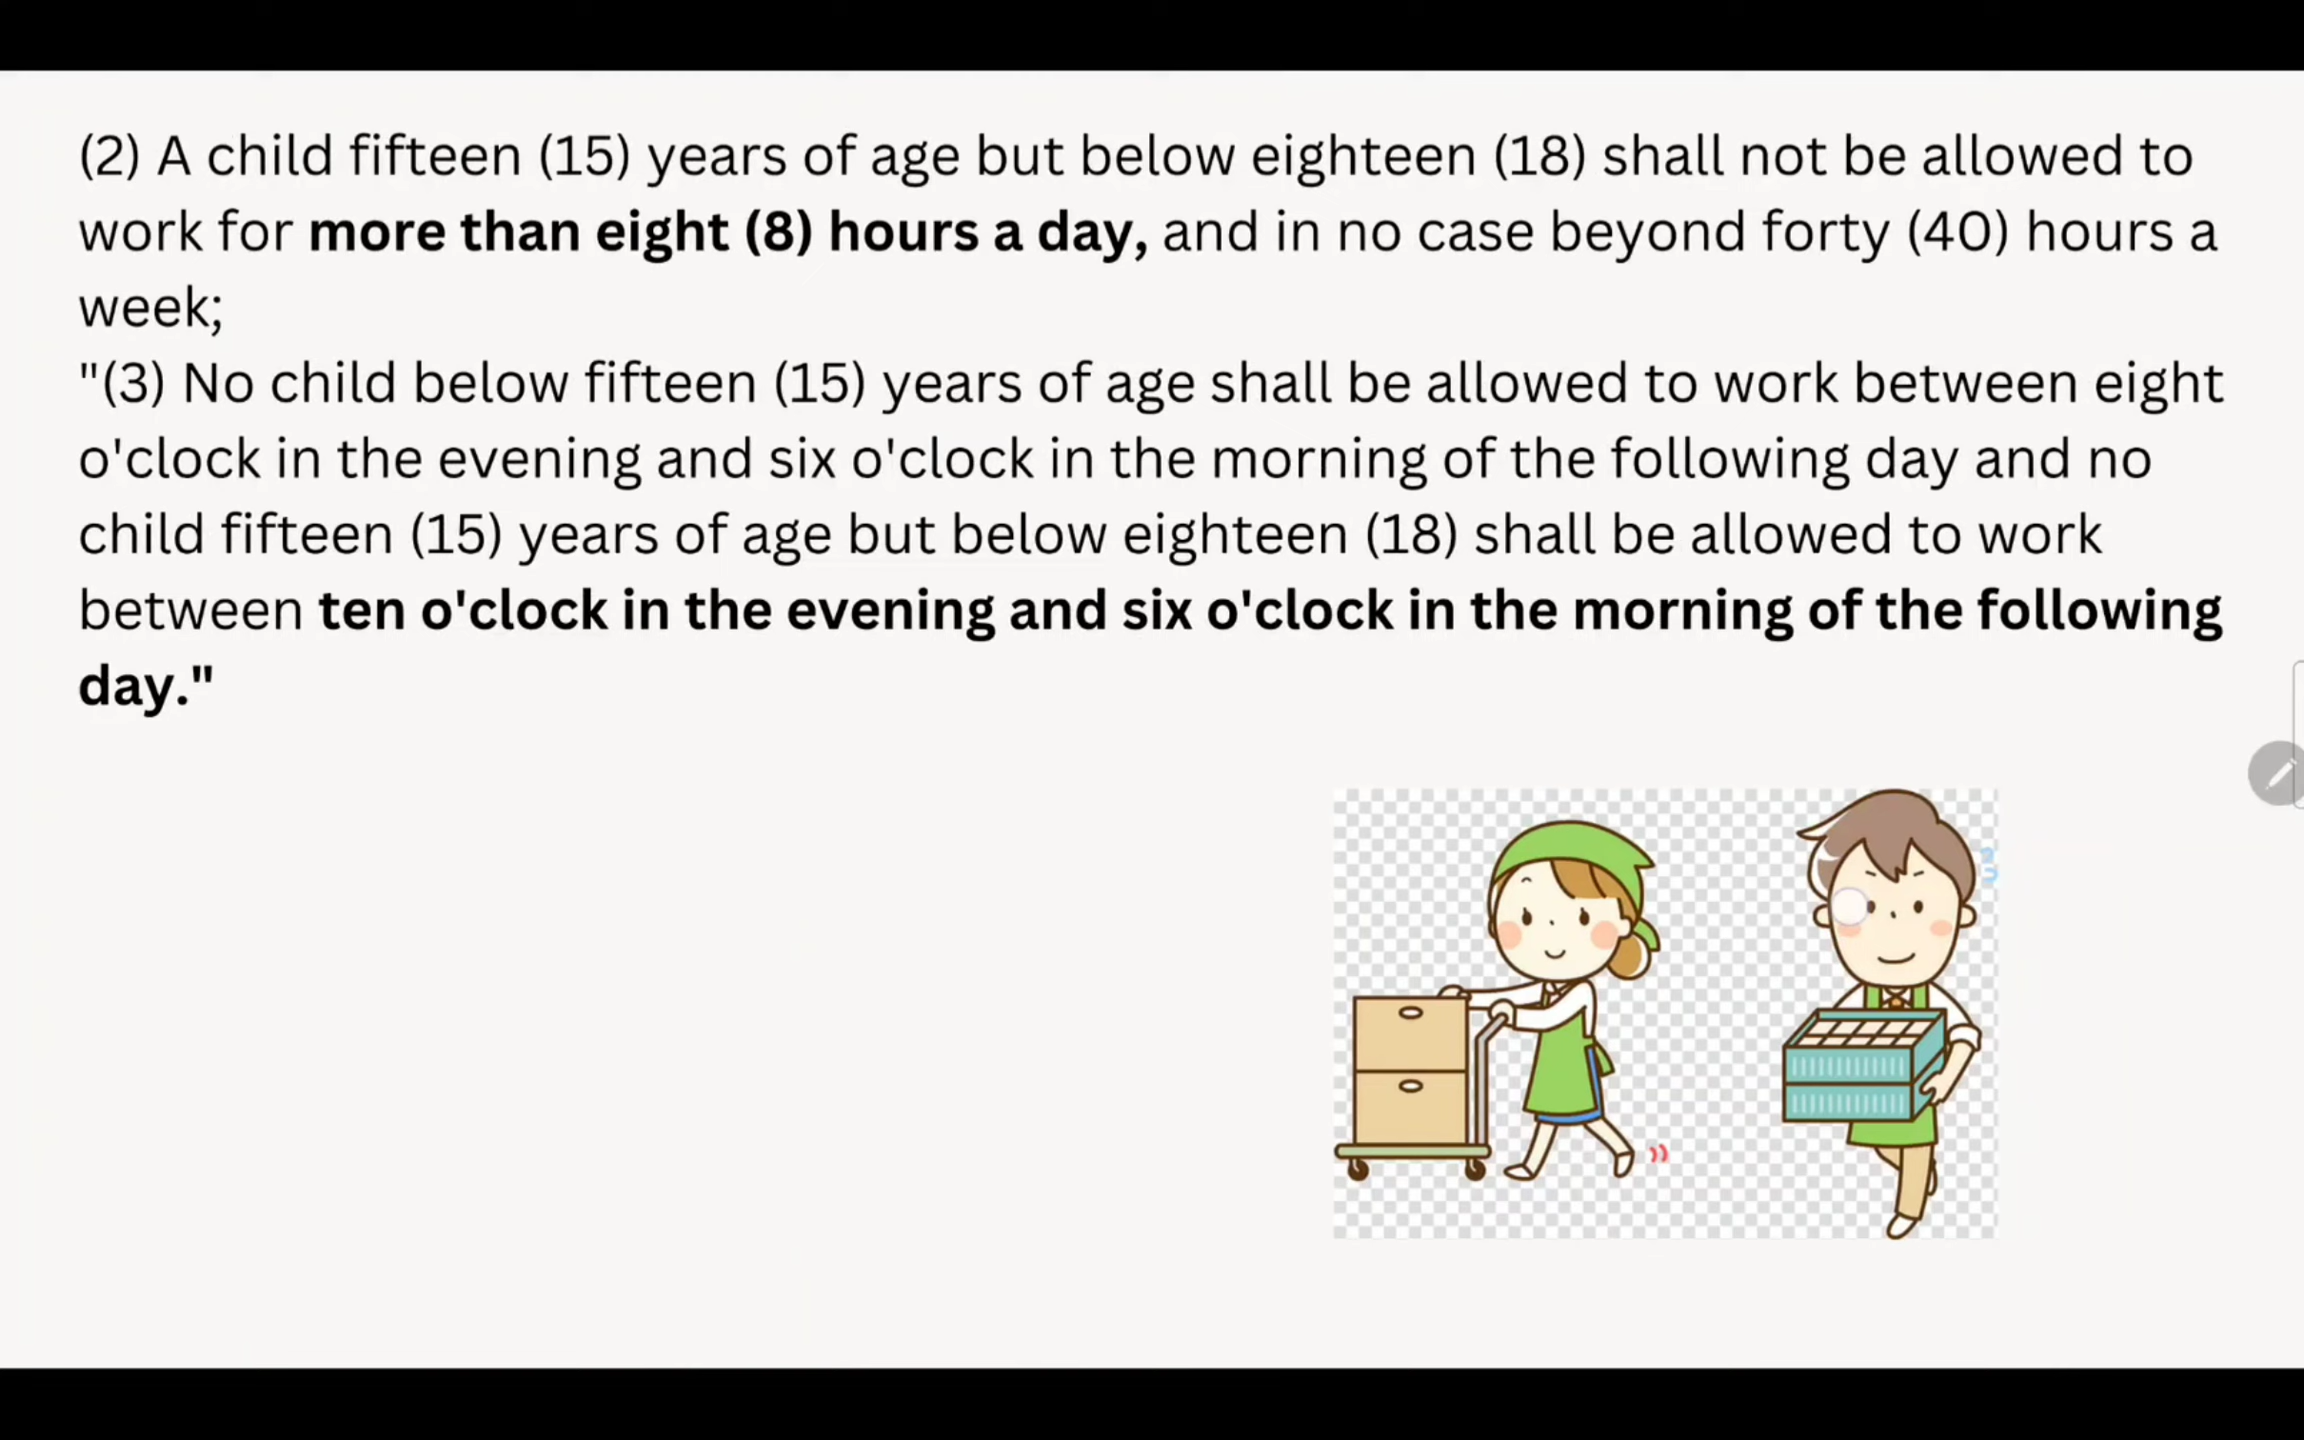 (2) A child fifteen (15) years of age but below eighteen (18) shall not be allowed to
work for more than eight (8) hours a day, and in no case beyond forty (40) hours a
week;
"(3) No child below fifteen (15) years of age shall be allowed to work between eight
o'clock in the evening and six o'clock in the morning of the following day and no
child fifteen (15) years of age but below eighteen (18) shall be allowed to work
between ten o'clock in the evening and six o'clock in the morning of the following
day."